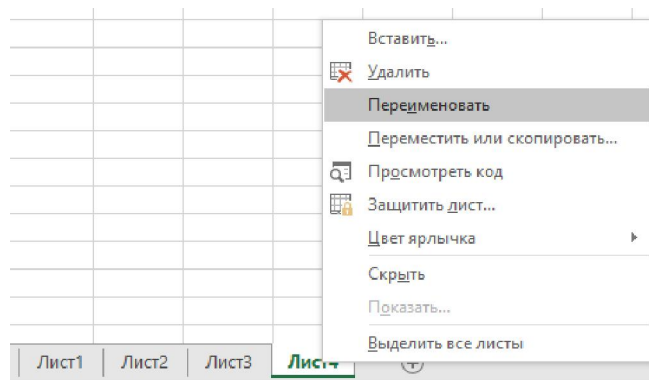 Вставить...
Удалить
Переименовать
Переместить или скопировать...
Просмотреть код
Защитить лист...
Цвет ярлычка
Скрыть
Показать...
Выделить все листы
Лист1 Лист2 Лист3 Лист4